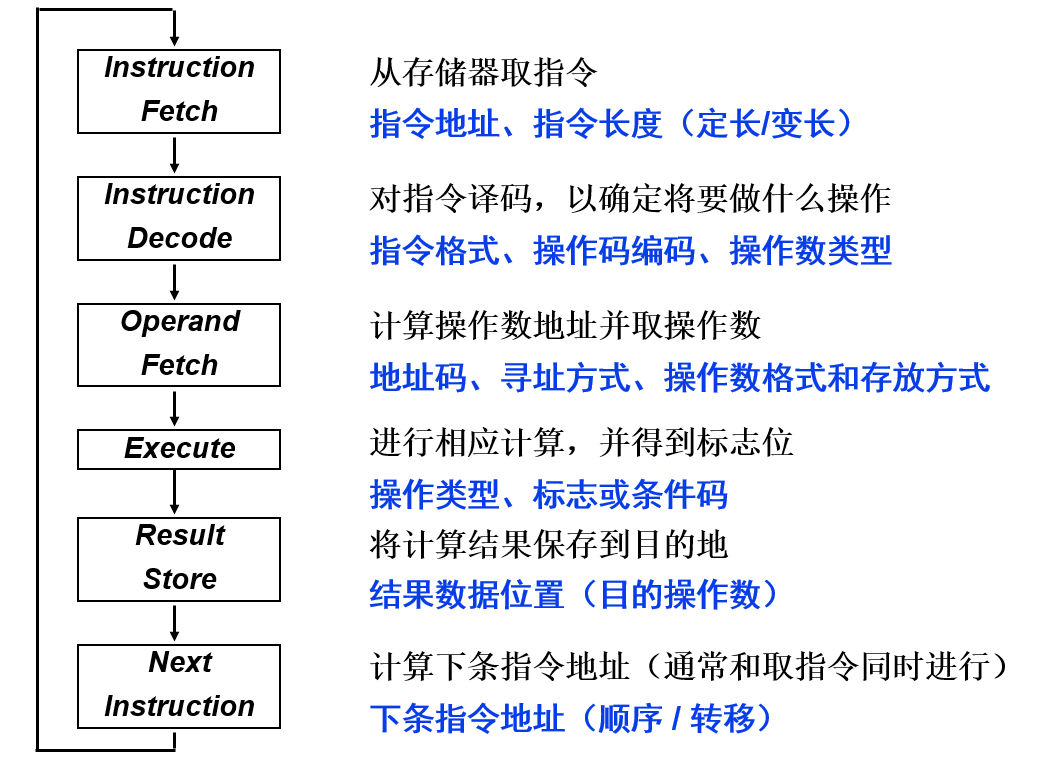 Instruction
Fetch
从存储器取指令
指令地址、指令长度（定长/变长）
Instruction
Decode
对指令译码，以确定将要做什么操作
指令格式、操作码编码、操作数类型
Operand
Fetch
计算操作数地址并取操作数
地址码、寻址方式、操作数格式和存放方式
Execute
进行相应计算，并得到标志位
操作类型、标志或条件码
Result
Store
将计算结果保存到目的地
结果数据位置（目的操作数）
Next
Instruction
计算下条指令地址（通常和取指令同时进行）
下条指令地址（顺序 / 转移）